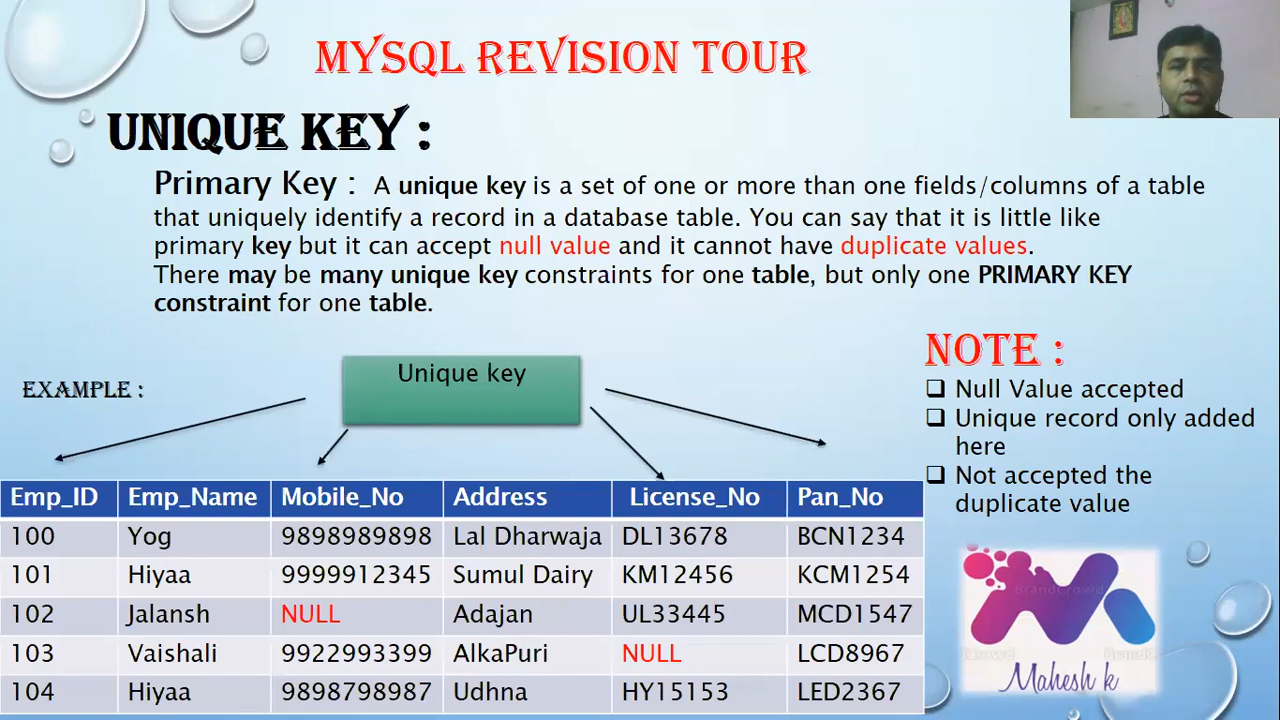 MYSQL REVISION TOUR
UNIQUE KEY :
Primary Key : A unique key is a set of one or more than one fields/columns of a table
that uniquely identify a record in a database table. You can say that it is little like
primary key but it can accept null value and it cannot have duplicate values.
There may be many unique key constraints for one table, but only one PRIMARY KEY
constraint for one table.
NOTE :
Null Value accepted
Unique record only added
here
Not accepted the
duplicate value
EXAMPLE :
Unique key
Emp_ID Emp_Name Mobile_No Address License_No Pan_No
100 Yog 9898989898 Lal Dharwaja DL13678 BCN1234
101 Hiyaa 9999912345 Sumul Dairy KM12456 KCM1254
102 Jalansh NULL Adajan UL33445 MCD1547
103 Vaishali 9922993399 AlkaPuri NULL LCD8967
104 Hiyaa 9898798987 Udhna HY15153 LED2367
Mahesh k